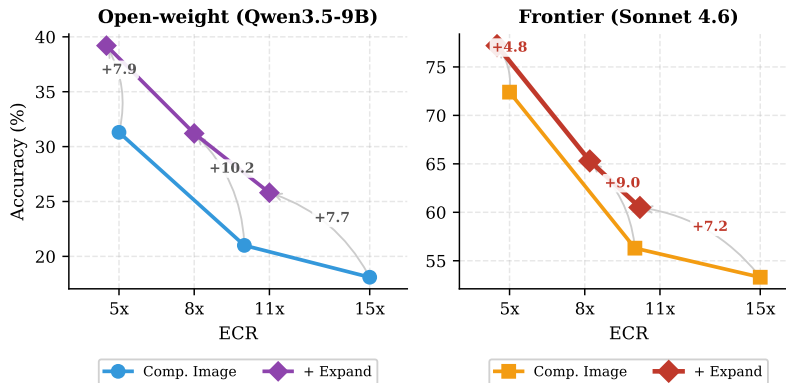 Open-weight (Qwen3.5-9B)
Accuracy (%)
40
35
30
25
20
+7.9
+10.2
+7.7
5x 8x 11x 15x
ECR
Comp. Image + Expand
Frontier (Sonnet 4.6)
75
70
65
60
55
+4.8
+9.0
+7.2
5x 8x 11x 15x
ECR
Comp. Image + Expand